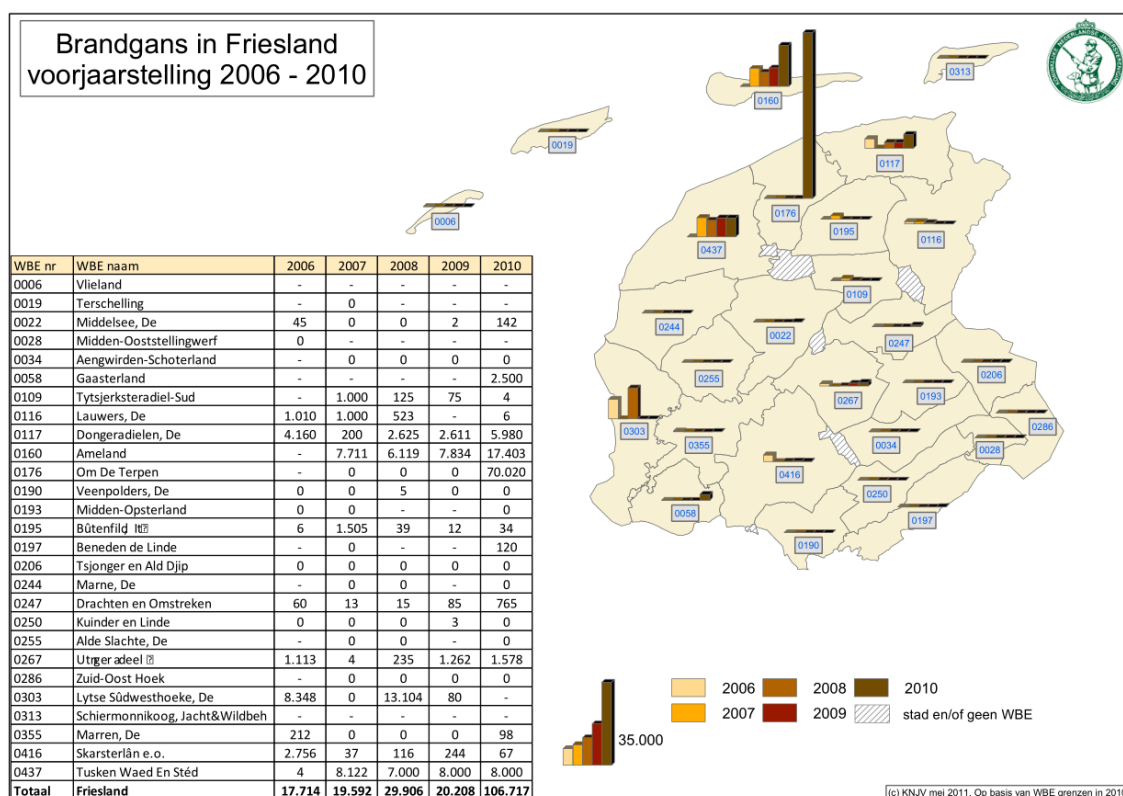 Brandgans in Friesland
voorjaarstelling 2006 - 2010
0313
0160
0019
0117
0176
0195
0006
0116
0437
0109
0244
0022
0247
0255
0206
0267
0193
0303
0286
0355
0034
0028
0416
0250
0058
0197
0190
WBE nr WBE naam 2006 2007 2008 2009 2010
0006 Vlieland - - - - -
0019 Terschelling - 0 - - -
0022 Middelsee, De 45 0 0 2 142
0028 Midden-Ooststellingwerf 0 - - - -
0034 Aengwirden-Schoterland - 0 0 0 0
0058 Gaasterland - - - - 2.500
0109 Tytsjerksteradiel-Sud - 1.000 125 75 4
0116 Lauwers, De 1.010 1.000 523 - 6
0117 Dongeradielen, De 4.160 200 2.625 2.611 5.980
0160 Ameland - 7.711 6.119 7.834 17.403
0176 Om De Terpen - 0 0 0 70.020
0190 Veenpolders, De 0 0 5 0 0
0193 Midden-Opsterland 0 0 - - 0
0195 Bûtenfild, It 6 1.505 39 12 34
0197 Beneden de Linde - 0 - - 120
0206 Tsjonger en Ald Djip 0 0 0 0 0
0244 Marne, De - 0 0 - 0
0247 Drachten en Omstreken 60 13 15 85 765
0250 Kuinder en Linde 0 0 0 3 0
0255 Alde Slachte, De - 0 0 - 0
0267 1.113 4 235 1.262 1.578
0286 Zuid-Oost Hoek - 0 0 0 0
0303 Lytse Sûdwesthoeke, De 8.348 0 13.104 80 -
0313 Schiermonnikoog, Jacht&Wildbeh - - - - -
0355 Marren, De 212 0 0 0 98
0416 Skarsterlân e.o. 2.756 37 116 244 67
0437 Tusken Waed En Stéd 4 8.122 7.000 8.000 8.000
Totaal Friesland 17.714 19.592 29.906 20.208 106.717
35.000
2006 2008 2010
2007 2009 stad en/of geen WBE
(c) KNJV mei 2011. Op basis van WBE grenzen in 2010